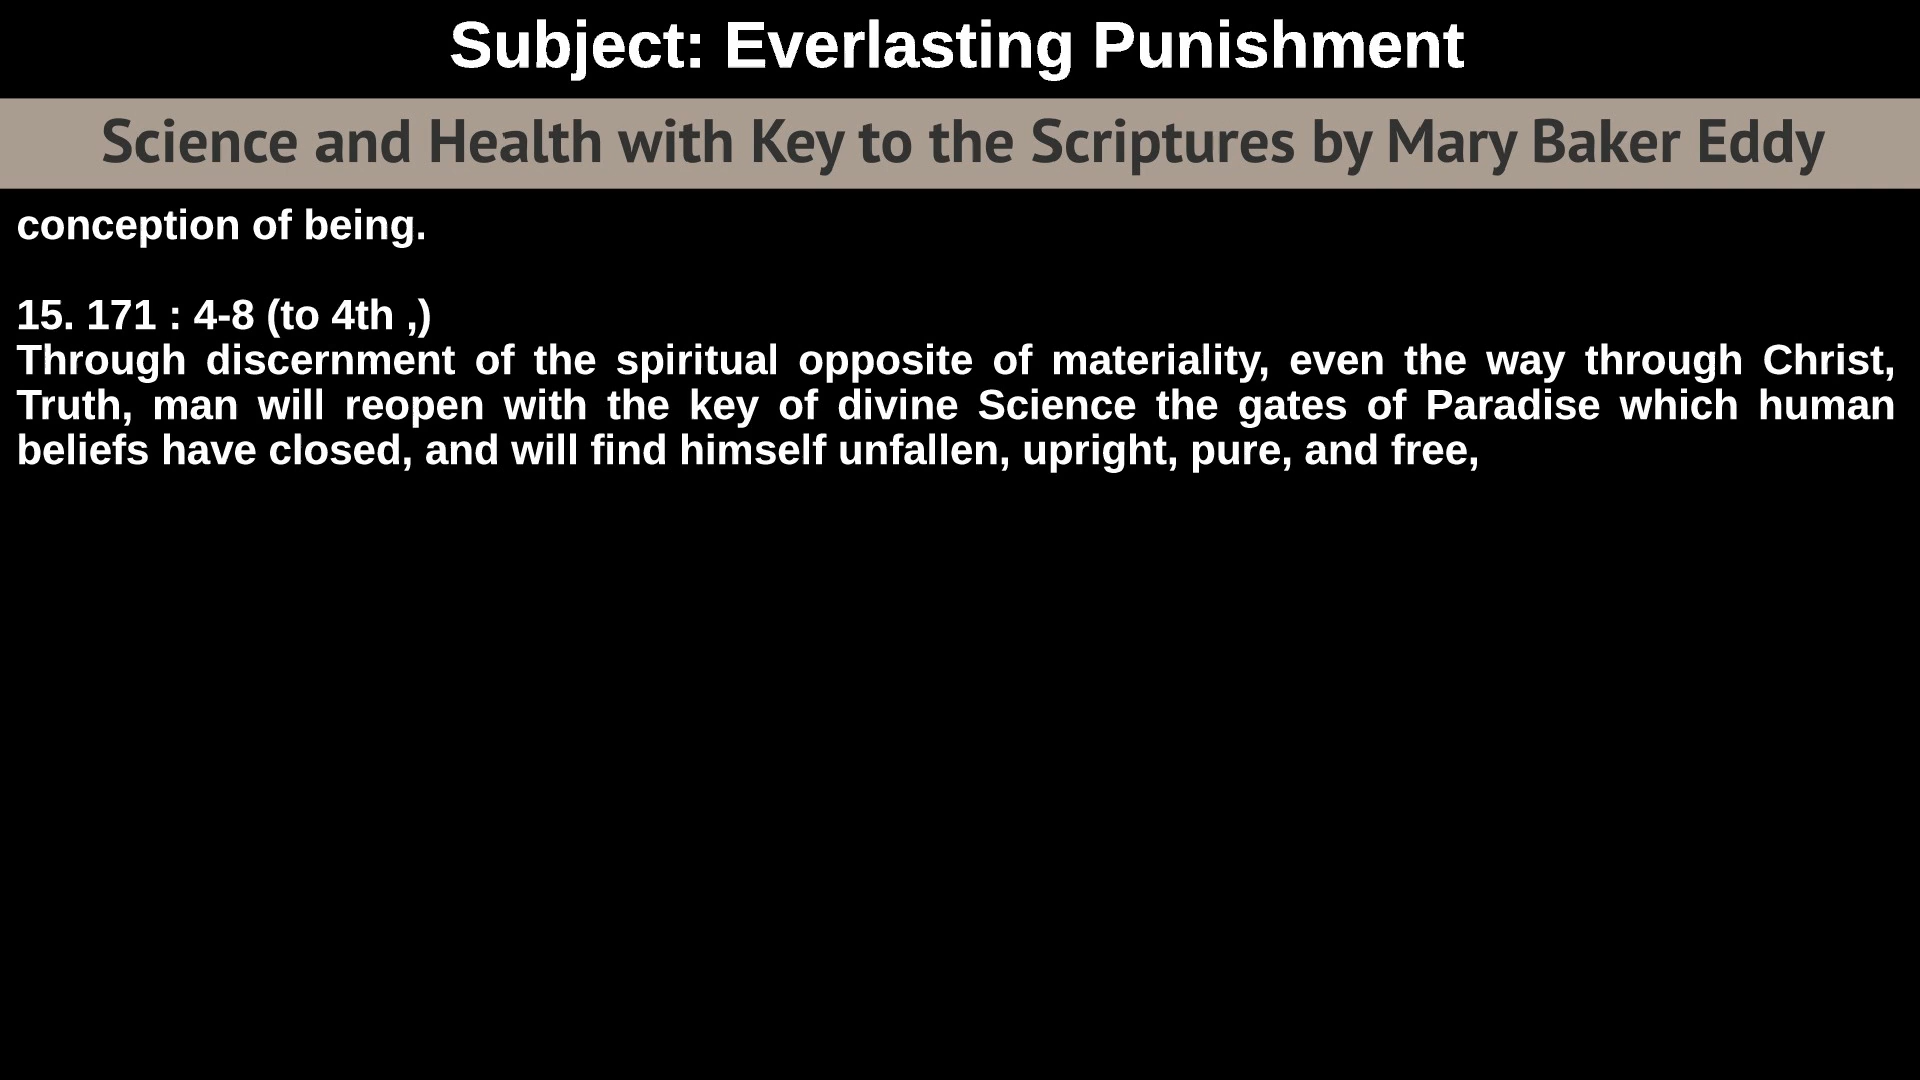 Subject: Everlasting Punishment
Science and Health with Key to the Scriptures by Mary Baker Eddy
conception of being.
15. 171 : 4-8 (to 4th ,)
Through discernment of the spiritual opposite of materiality, even the way through Christ,
Truth, man will reopen with the key of divine Science the gates of Paradise which human
beliefs have closed, and will find himself unfallen, upright, pure, and free,